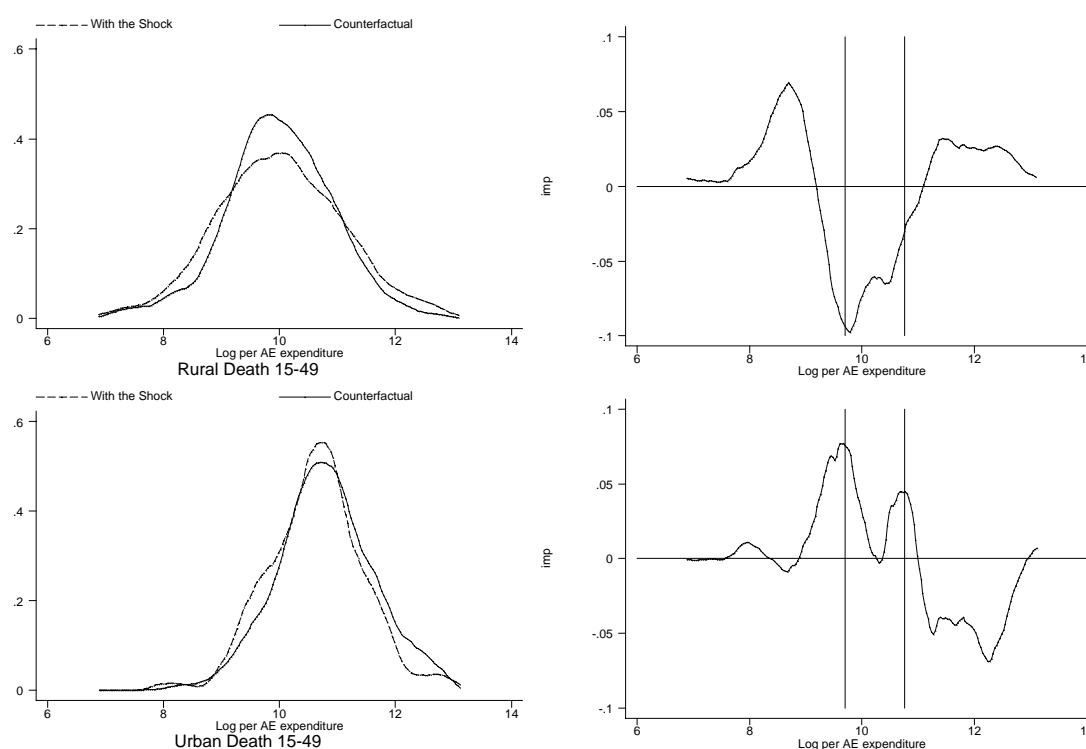 With the Shock Counterfactual
.6
.4
.2
0
6 8 10 12 14
Log per AE expenditure
Rural Death 15-49
.1
.05
0
-.05
-.1
imp
6 8 10 12
Log per AE expenditure
With the Shock Counterfactual
.6
.4
.2
0
6 8 10 12 14
Log per AE expenditure
Urban Death 15-49
.1
.05
0
-.05
-.1
imp
6 8 10 12
Log per AE expenditure